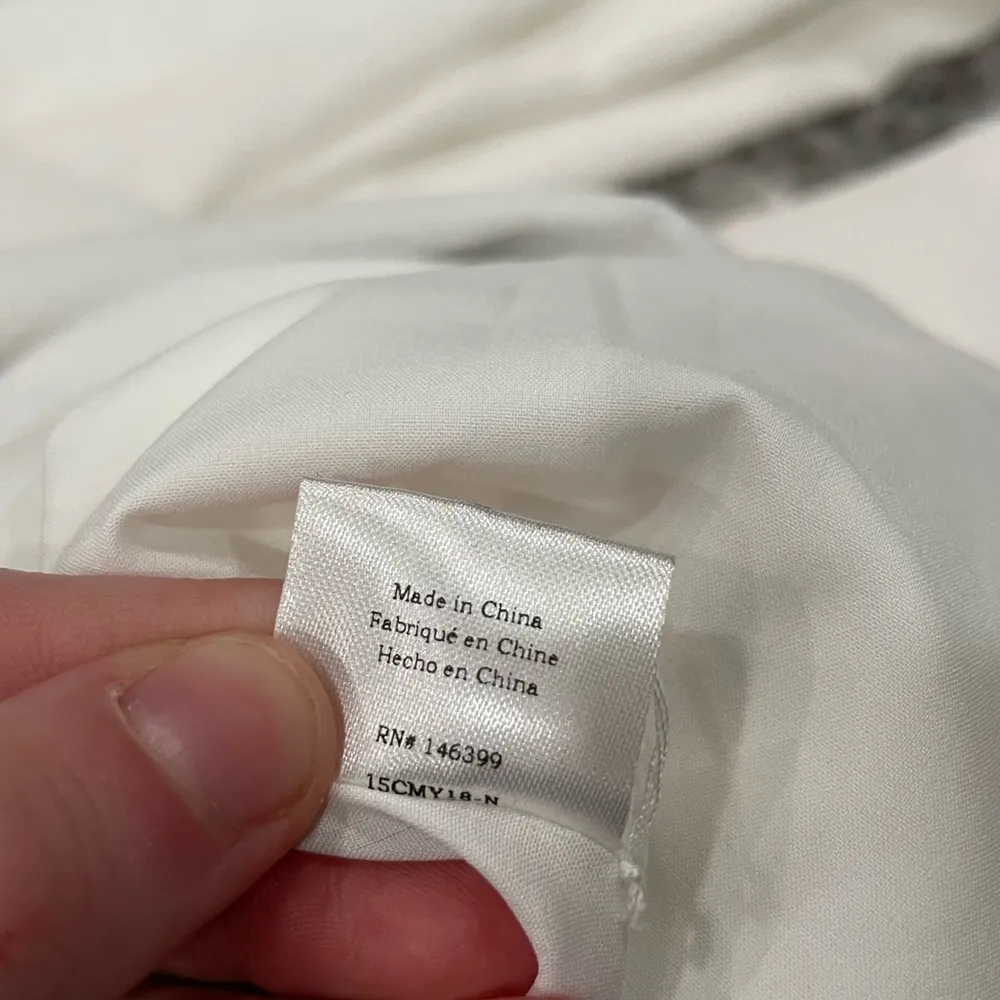 Made in China
Fabriqué en Chine
Hecho en China
RN# 146399
15CMY18-N